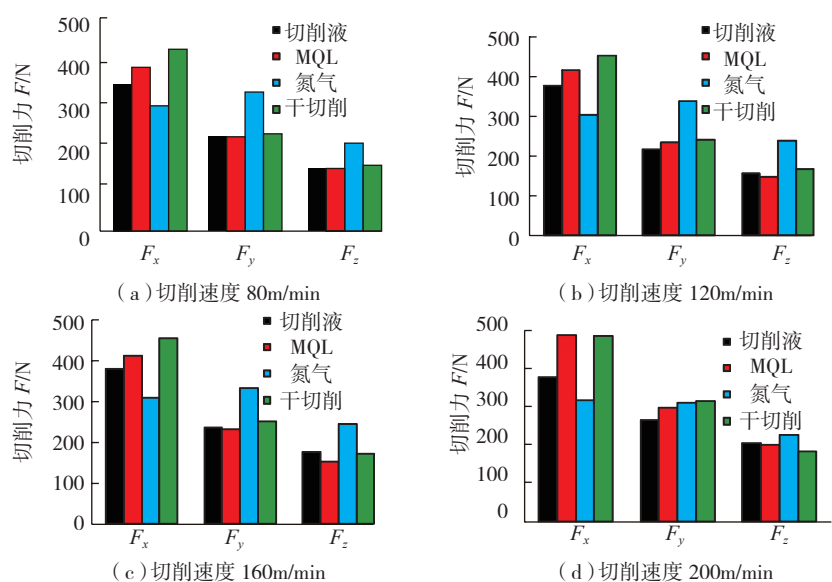 500
400
300
200
100
0
切削力 F/N
切削液
MQL
氮气
干切削
Fx
Fy
Fz
(a)切削速度 80m/min
500
400
300
200
100
0
切削力 F/N
切削液
MQL
氮气
干切削
Fx
Fy
Fz
(b)切削速度 120m/min
500
400
300
200
100
0
切削力 F/N
切削液
MQL
氮气
干切削
Fx
Fy
Fz
(c)切削速度 160m/min
500
400
300
200
100
0
切削力 F/N
切削液
MQL
氮气
干切削
Fx
Fy
Fz
(d)切削速度 200m/min